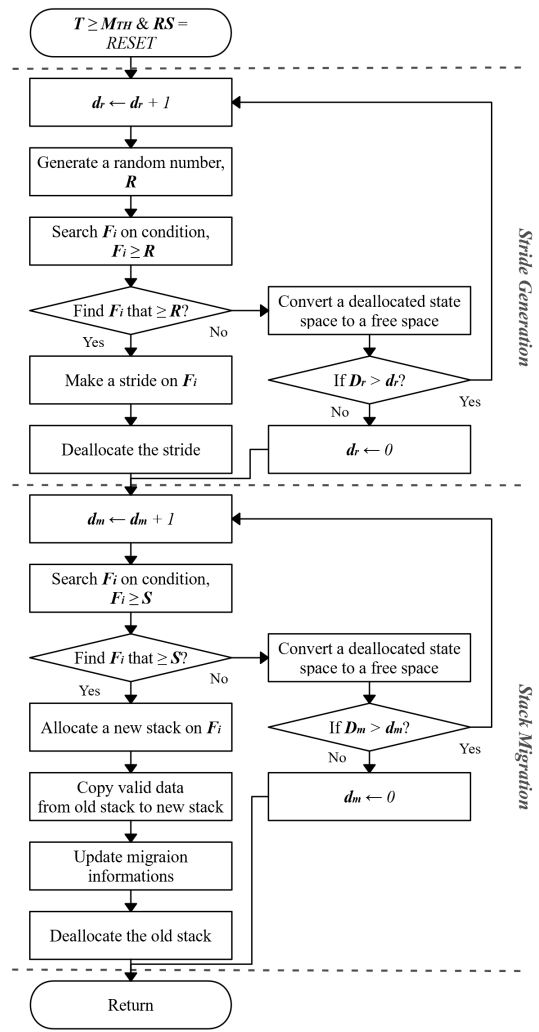 T ≥ MTH & RS =
RESET
dr ← dr + 1
Generate a random number,
R
Search Fi on condition,
Fi ≥ R
Find Fi that ≥ R?
No
Yes
Convert a deallocated state
space to a free space
Make a stride on Fi
If Dr > dr?
Yes
No
Deallocate the stride
dr ← 0
Stride Generation
dm ← dm + 1
Search Fi on condition,
Fi ≥ S
Find Fi that ≥ S?
No
Yes
Convert a deallocated state
space to a free space
Allocate a new stack on Fi
If Dm > dm?
Yes
No
Copy valid data
from old stack to new stack
dm ← 0
Update migraion
informations
Deallocate the old stack
Stack Migration
Return